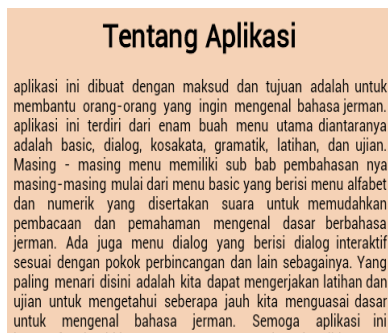 Tentang Aplikasi
aplikasi ini dibuat dengan maksud dan tujuan adalah untuk
membantu orang-orang yang ingin mengenal bahasa jerman.
aplikasi ini terdiri dari enam buah menu utama diantaranya
adalah basic, dialog, kosakata, gramatik, latihan, dan ujian.
Masing - masing menu memiliki sub bab pembahasan nya
masing-masing mulai dari menu basic yang berisi menu alfabet
dan numerik yang disertakan suara untuk memudahkan
pembacaan dan pemahaman mengenal dasar berbahasa
jerman. Ada juga menu dialog yang berisi dialog interaktif
sesuai dengan pokok perbincangan dan lain sebagainya. Yang
paling menari disini adalah kita dapat mengerjakan latihan dan
ujian untuk mengetahui seberapa jauh kita menguasai dasar
untuk mengenal bahasa jerman. Semoga aplikasi ini